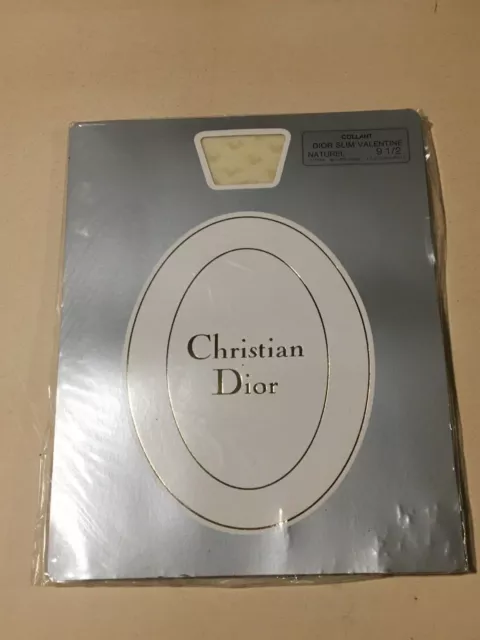 COLLANT
DIOR SLIM VALENTINE
NATUREL 9 1/2
Christian
Dior